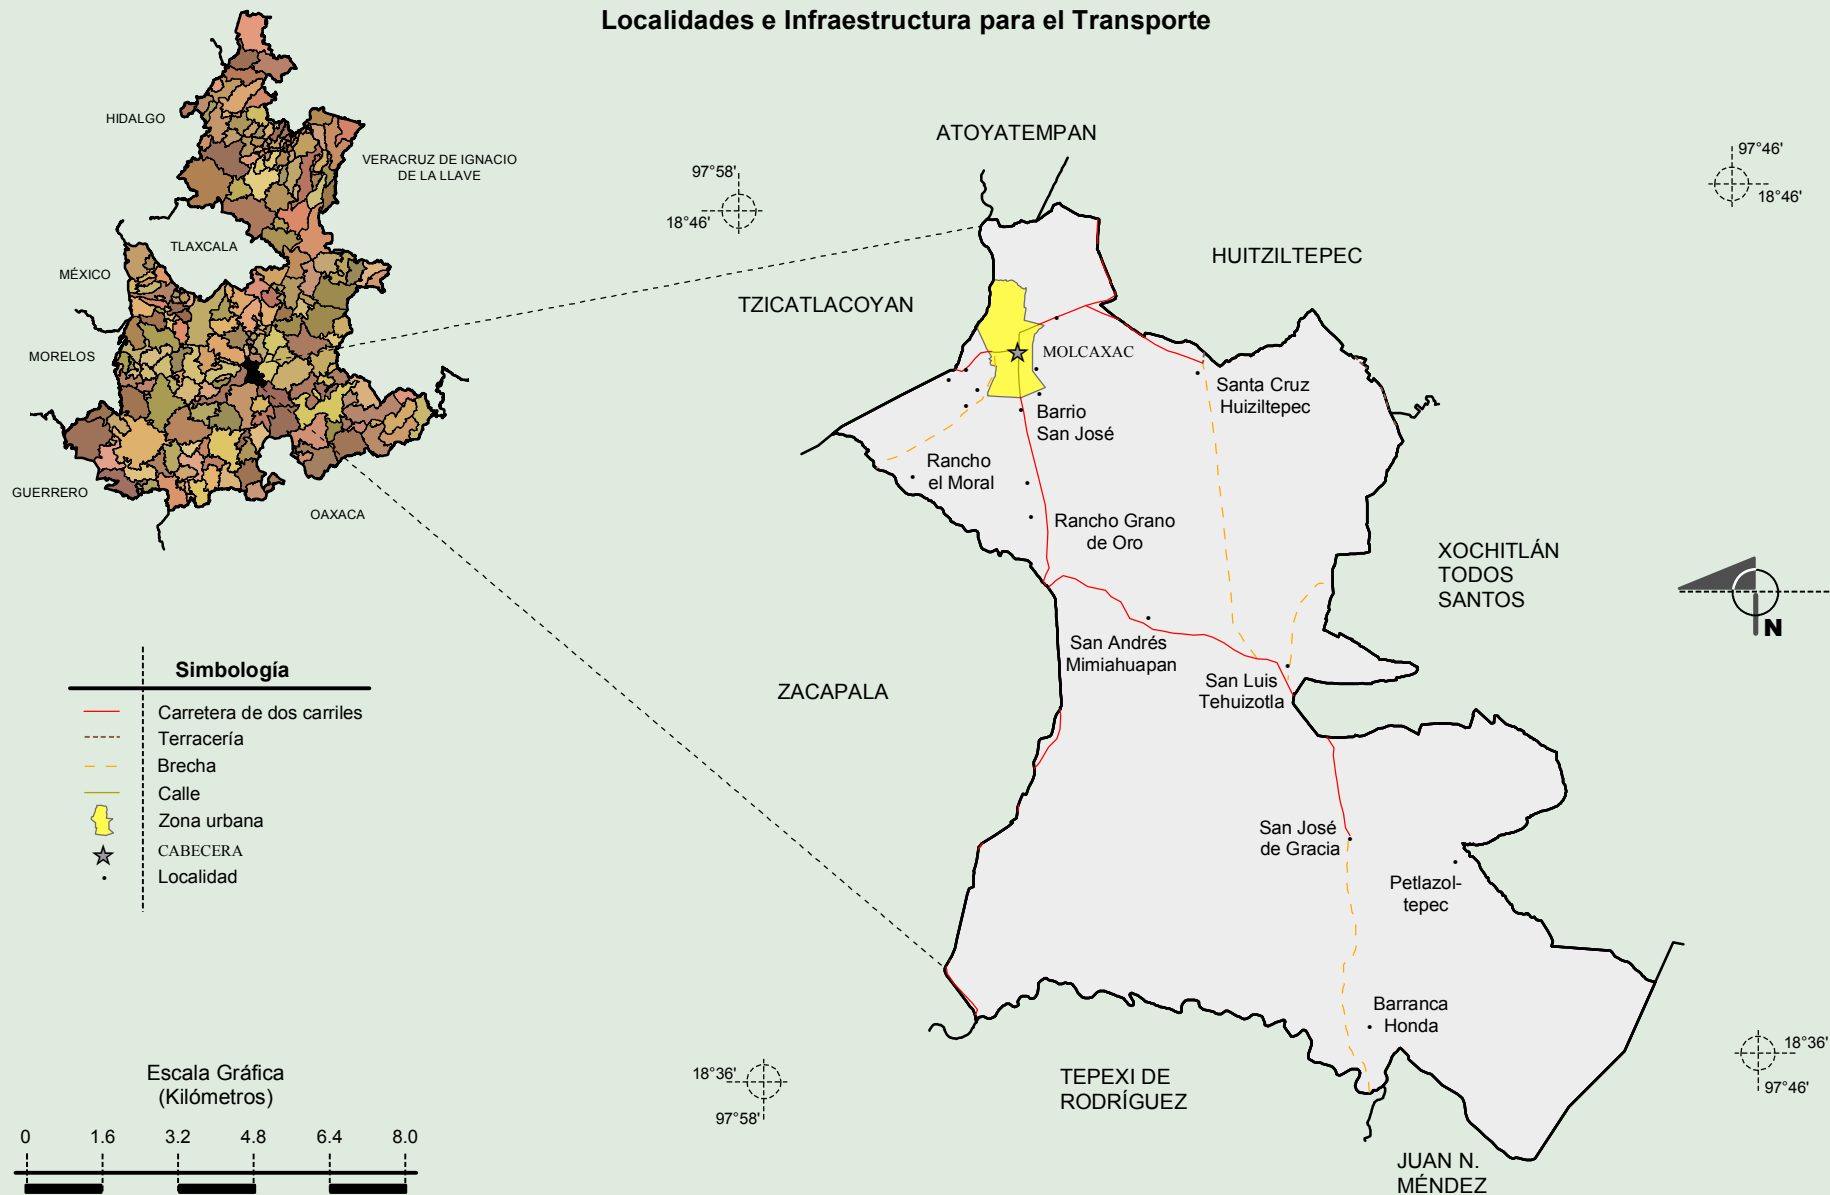 Localidades e Infraestructura para el Transporte
HIDALGO
VERACRUZ DE IGNACIO
DE LA LLAVE
TLAXCALA
MÉXICO
MORELOS
GUERRERO
OAXACA
97°58'
18°46'
97°46'
18°46'
ATOYATEMPAN
HUITZILTEPEC
TZICATLACOYAN
MOLCAXAC
Santa Cruz
Huiziltepec
Barrio
San José
Rancho
el Moral
Rancho Grano
de Oro
XOCHITLÁN
TODOS
SANTOS
N
San Andrés
Mimiahuapan
San Luis
Tehuizotla
ZACAPALA
San José
de Gracia
Petlazol-
tepec
Barranca
Honda
TEPEXI DE
RODRÍGUEZ
JUAN N.
MÉNDEZ
18°36'
97°58'
18°36'
97°46'
Simbología
Carretera de dos carriles
Terracería
Brecha
Calle
Zona urbana
CABECERA
Localidad
Escala Gráfica
(Kilómetros)
0 1.6 3.2 4.8 6.4 8.0